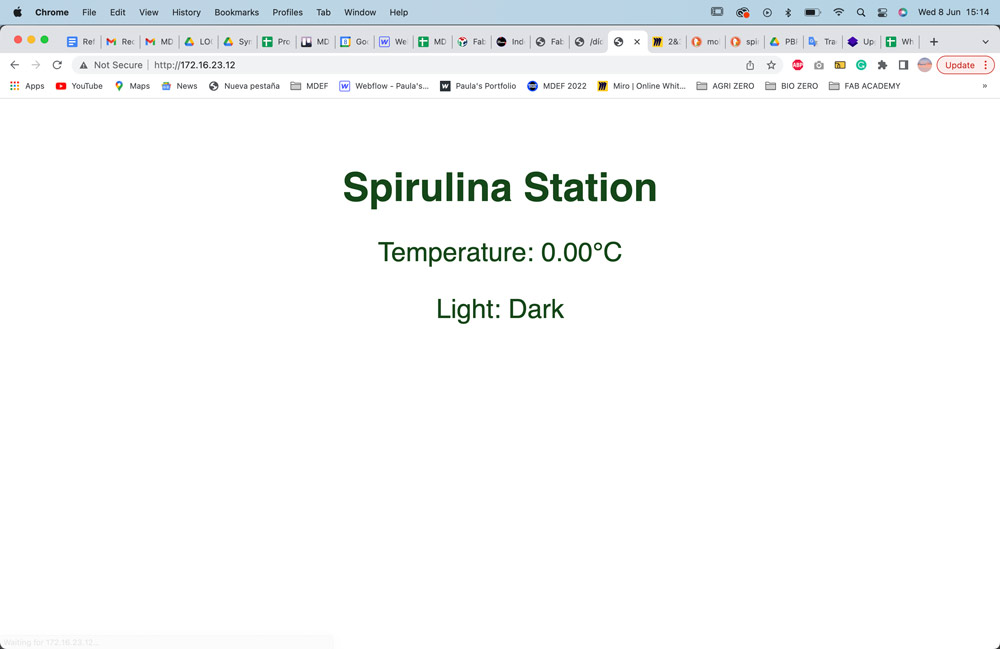 Chrome File Edit View History Bookmarks Profiles Tab Window Help Wed 8 Jun 15:14
Ref Rec MD LO Syr Pro MD Goo We MD Fab Ind Fab /dic 2& mo spi PBI Tra Up Wh
Not Secure http://172.16.23.12 ABP Update
Apps YouTube Maps News Nueva pestaña MDEF Webflow - Paula's... Paula's Portfolio MDEF 2022 Miro | Online Whit... AGRI ZERO BIO ZERO FAB ACADEMY »
Spirulina Station
Temperature: 0.00°C
Light: Dark
Waiting for 172.16.23.12...